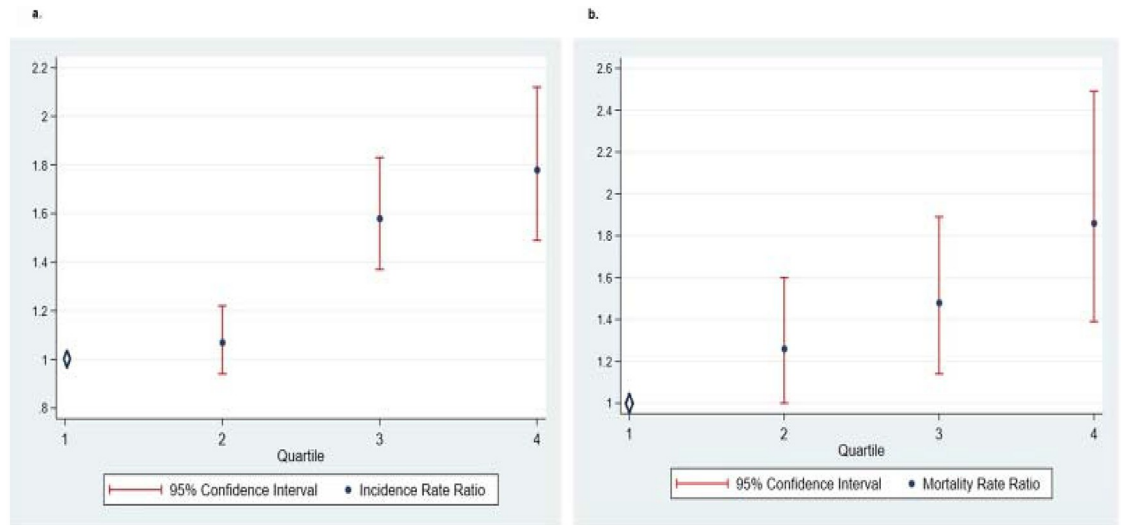 a.
2.2
2
1.8
1.6
1.4
1.2
1
.8
1 2 3 4
Quartile
95% Confidence Interval Incidence Rate Ratio
b.
2.6
2.4
2.2
2
1.8
1.6
1.4
1.2
1
1 2 3 4
Quartile
95% Confidence Interval Mortality Rate Ratio